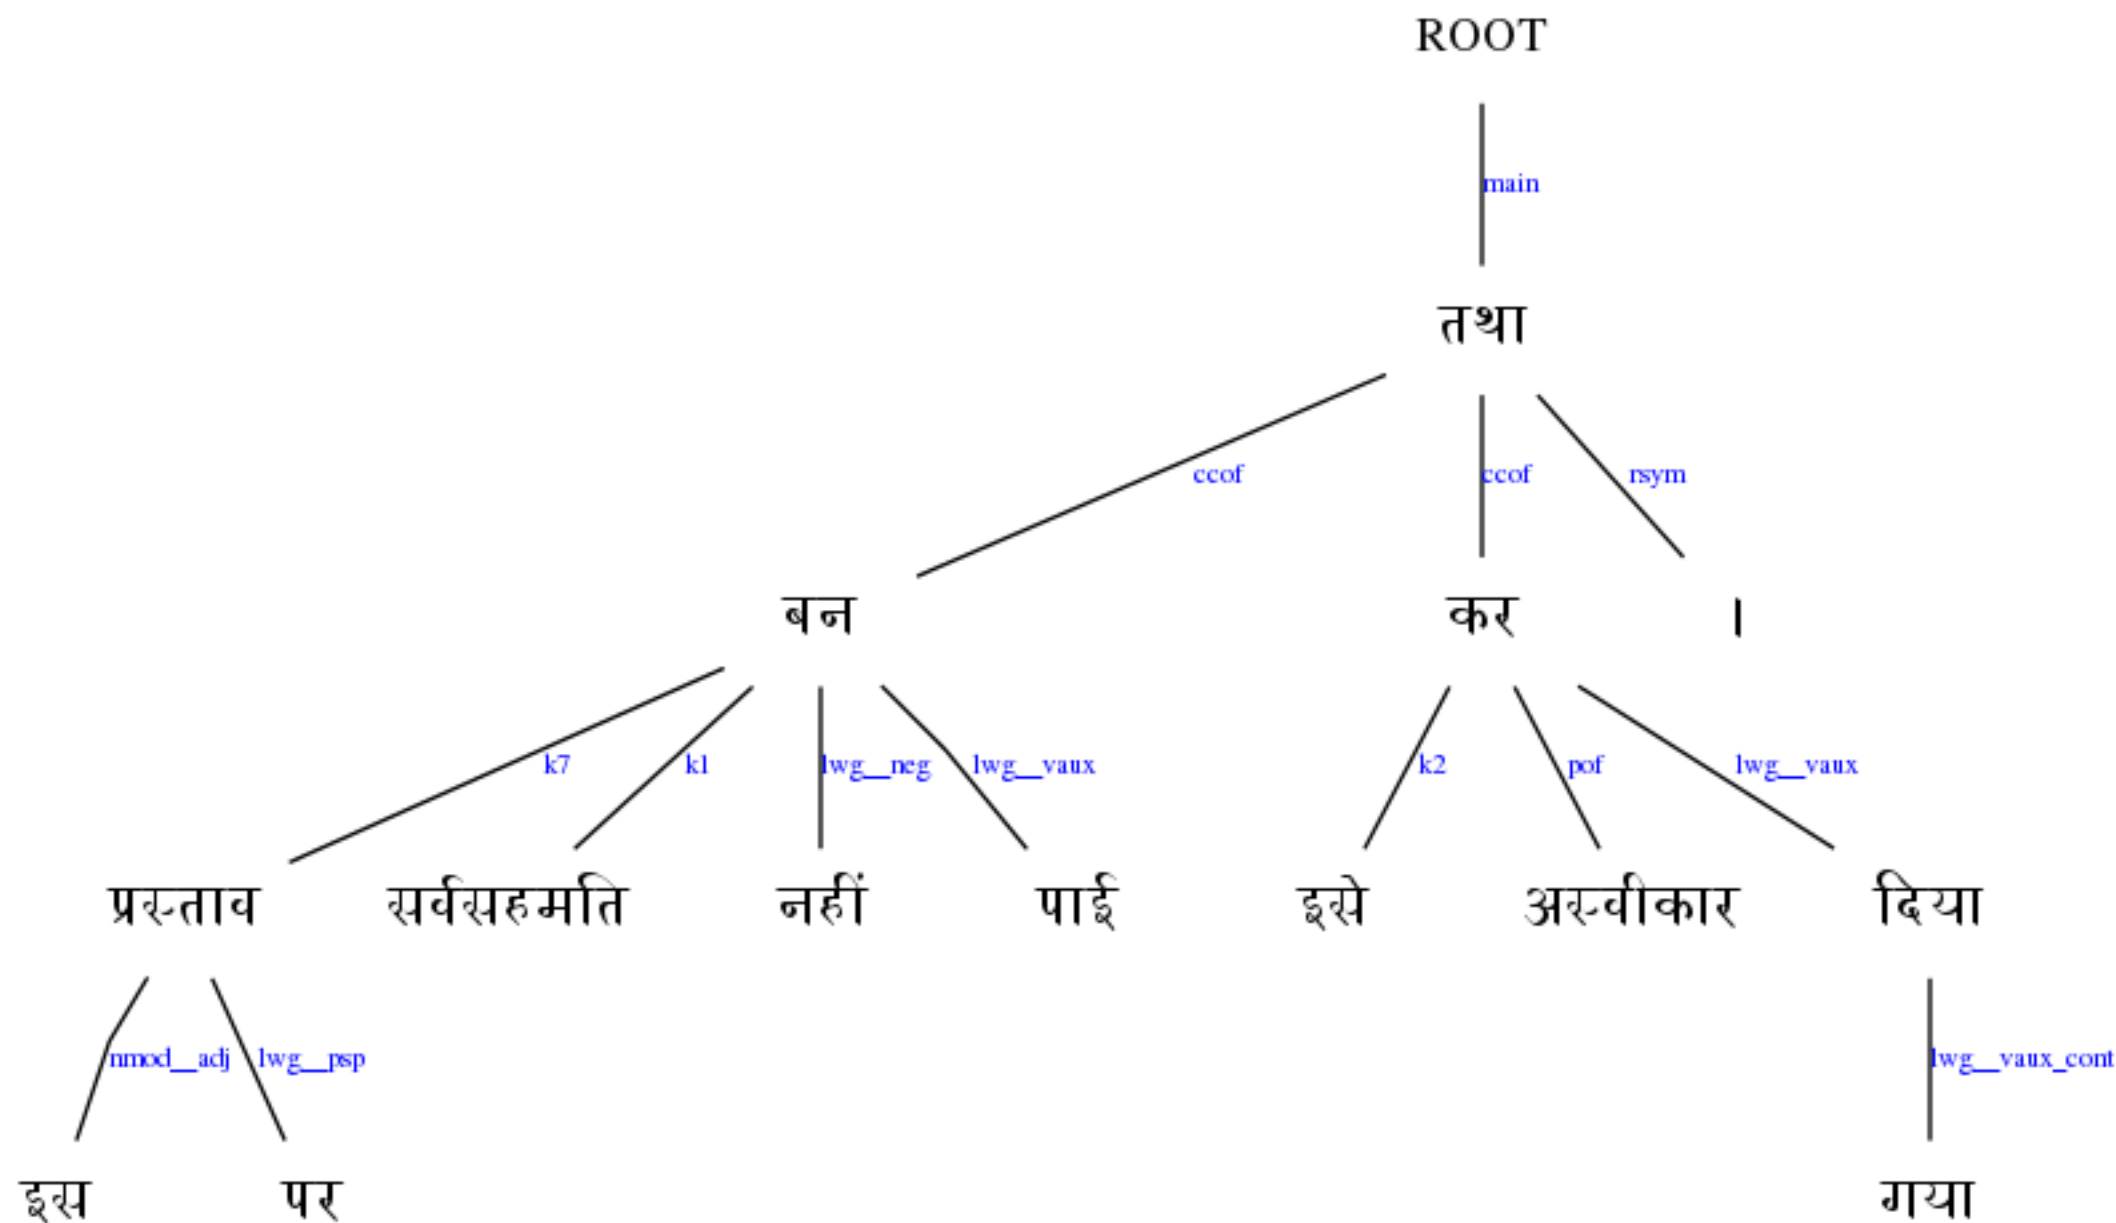 ROOT
main
तथा
ccof ccof rsym
बन कर ।
k7 k1 lwg__neg lwg__vaux k2 pof lwg__vaux
प्रस्ताव सर्वसहमति नहीं पाई इसे अस्वीकार दिया
nmod__adj lwg__psp lwg__vaux_cont
इस पर गया